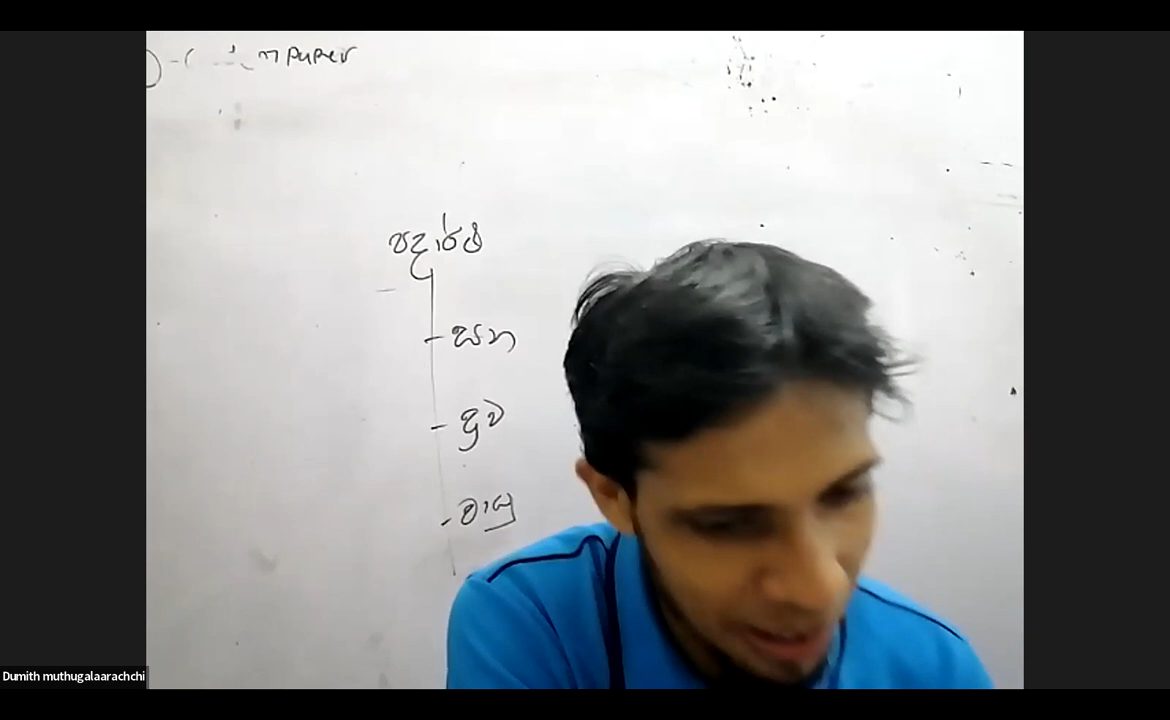 paper
පදාර්ථ
- ඝන
- ද්‍රව
- වායු
Dumith muthugalaarachchi